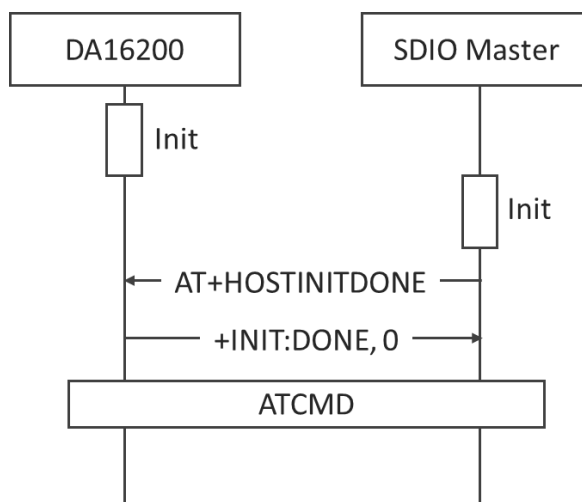 DA16200
SDIO Master
Init
Init
AT+HOSTINITDONE
+INIT:DONE, 0
ATCMD